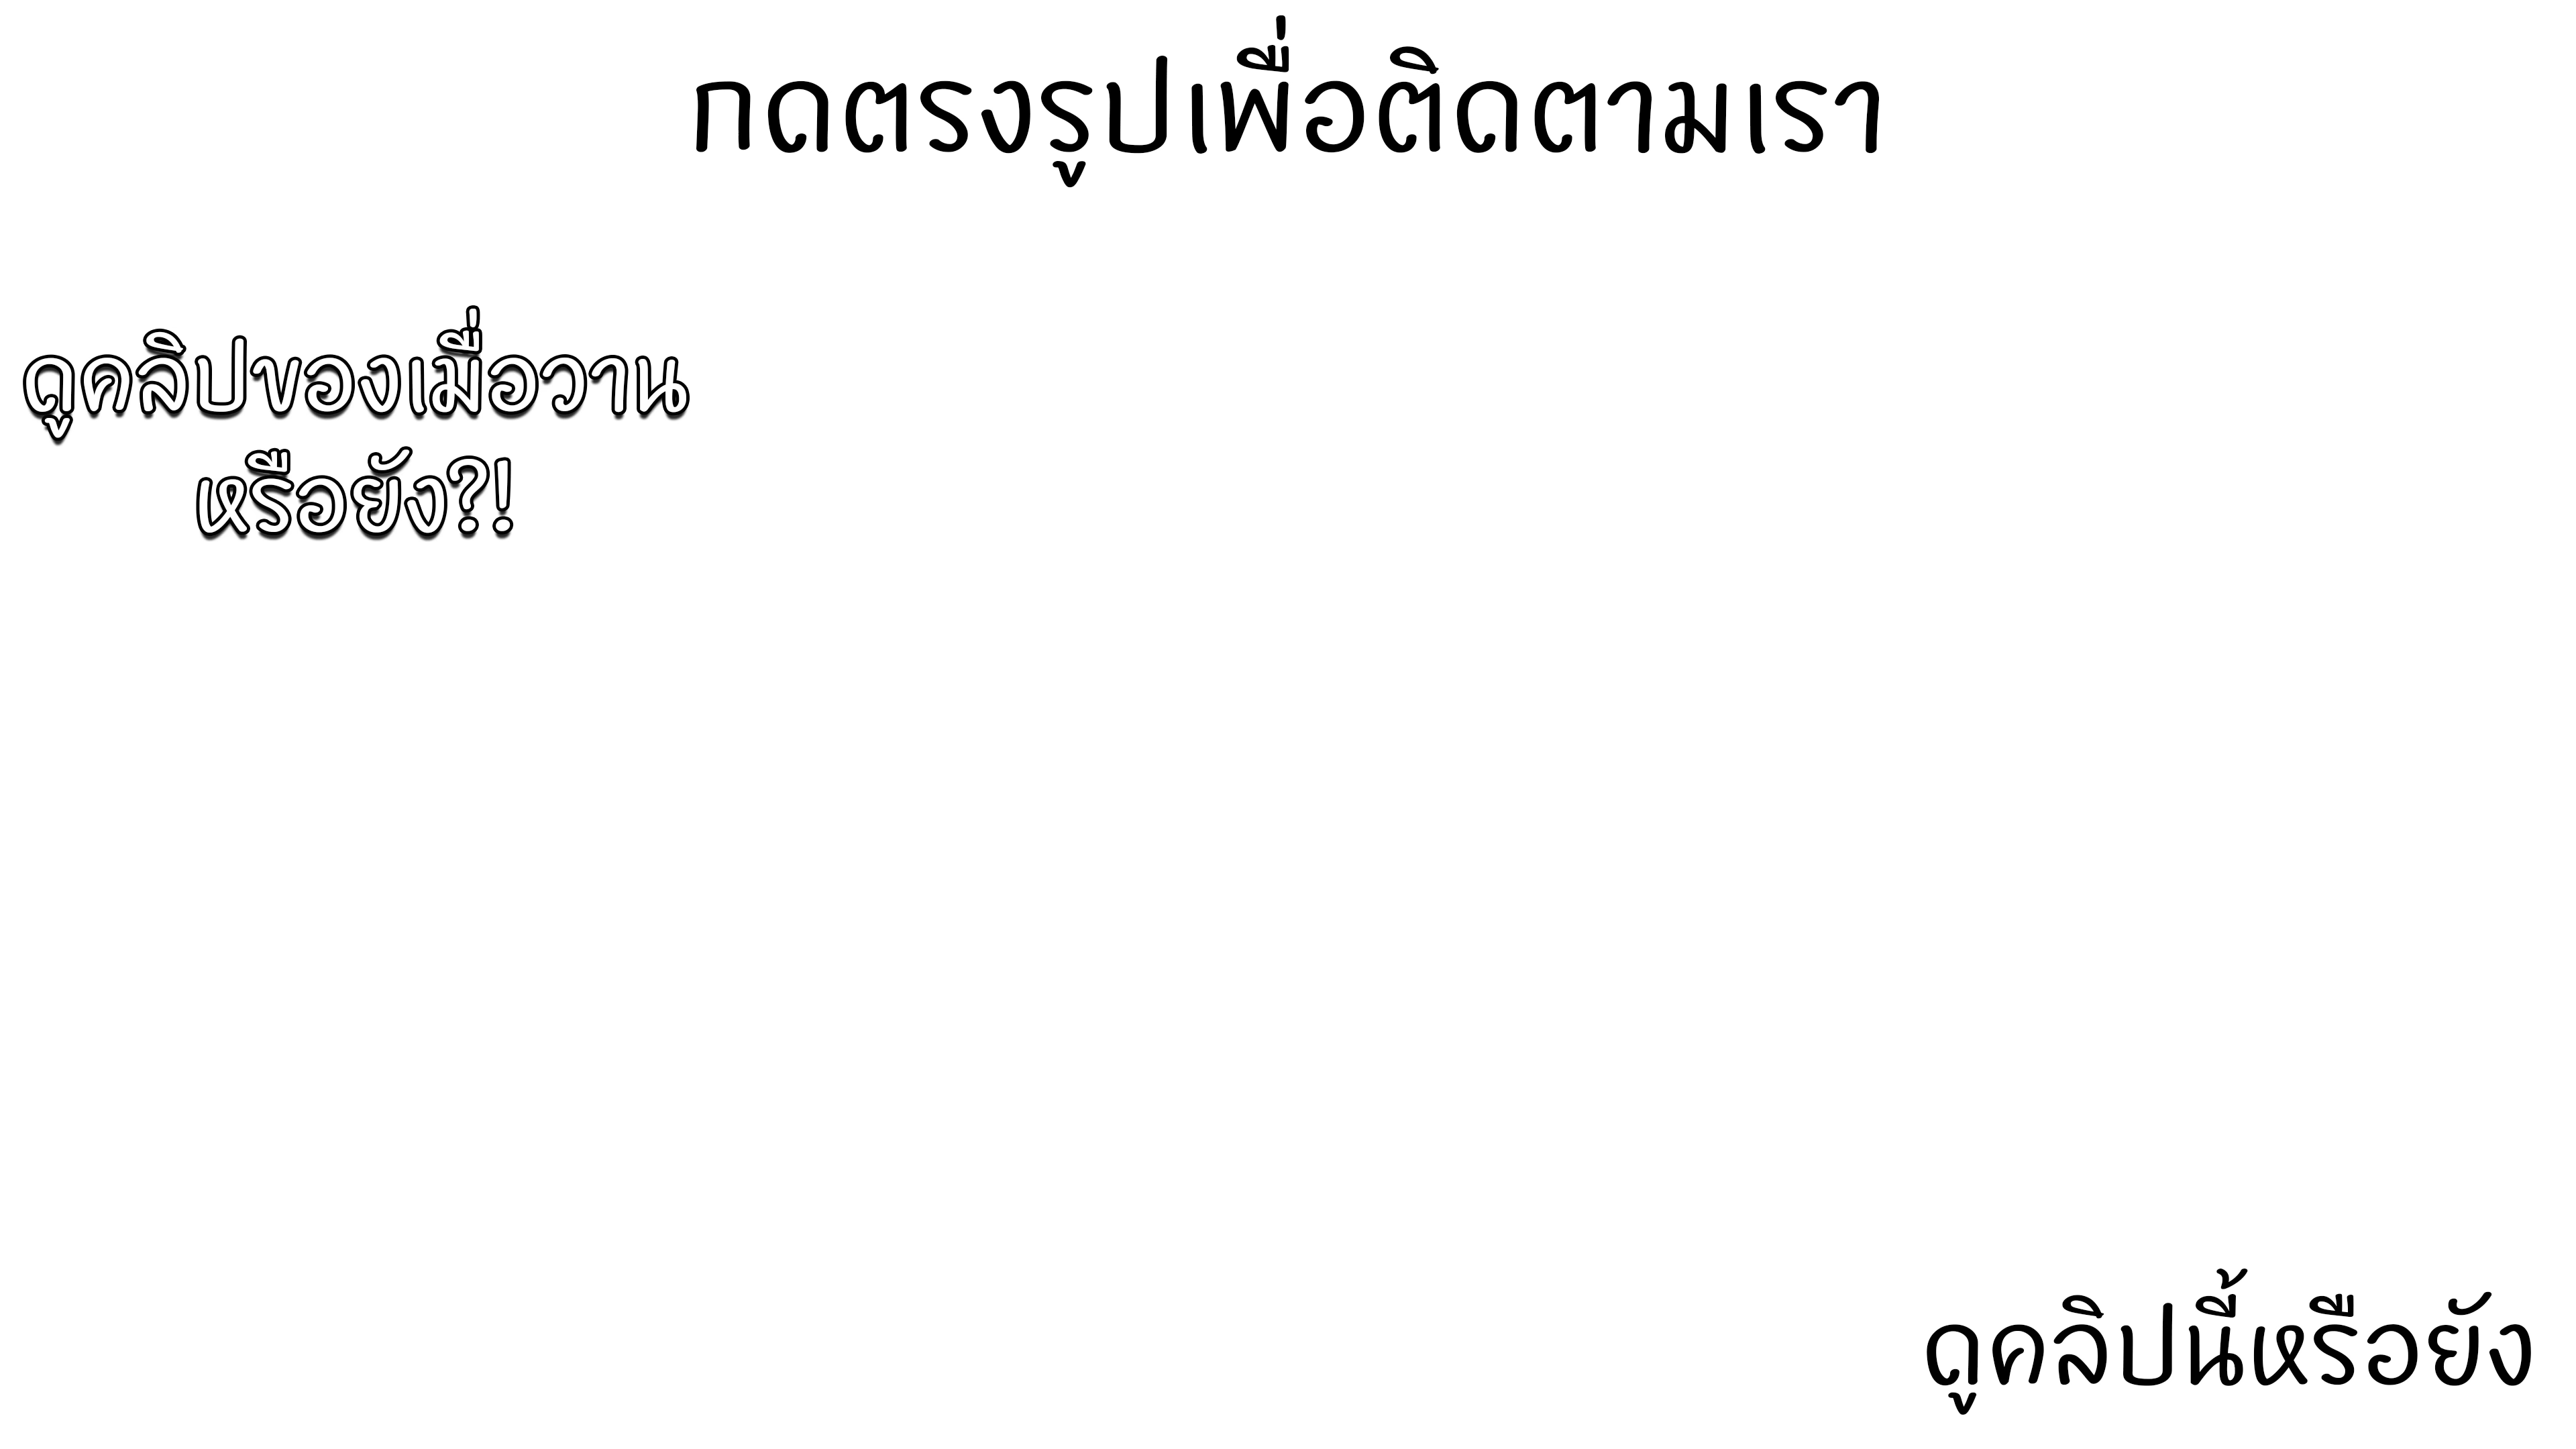 กดตรงรูปเพื่อติดตามเรา
ดูคลิปของเมื่อวาน
หรือยัง?!
ดูคลิปนี้หรือยัง